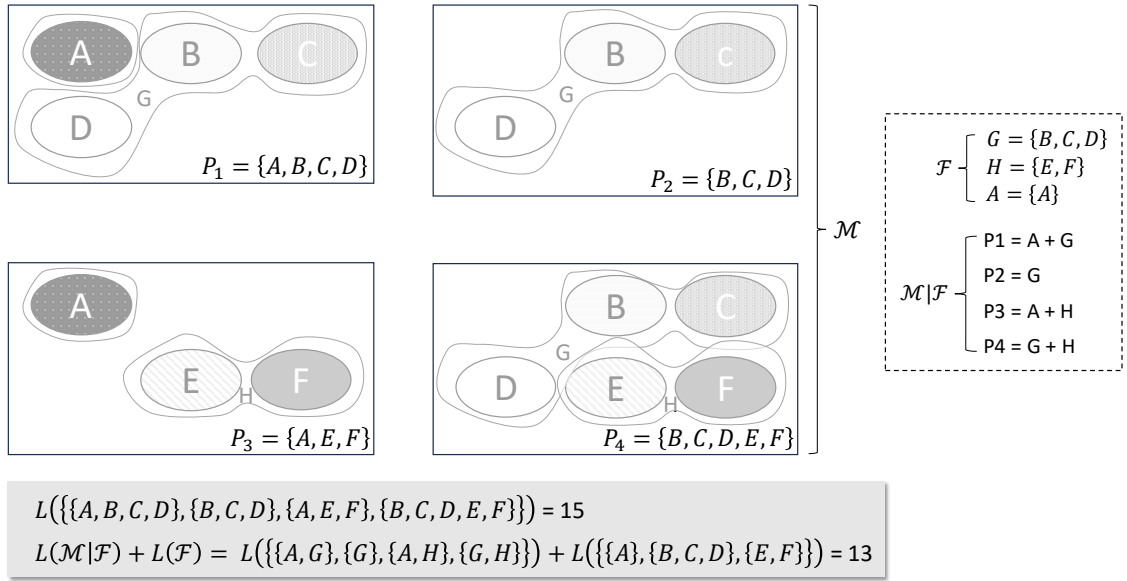 A
B
C
G
D
P₁ = {A, B, C, D}
B
C
G
D
P₂ = {B, C, D}
A
E
H
F
P₃ = {A, E, F}
B
C
G
D
E
H
F
P₄ = {B, C, D, E, F}
ℳ
ℱ
G = {B, C, D}
H = {E, F}
A = {A}
ℳ|ℱ
P1 = A + G
P2 = G
P3 = A + H
P4 = G + H
L({{A, B, C, D}, {B, C, D}, {A, E, F}, {B, C, D, E, F}}) = 15
L(ℳ|ℱ) + L(ℱ) = L({{A, G}, {G}, {A, H}, {G, H}}) + L({{A}, {B, C, D}, {E, F}}) = 13